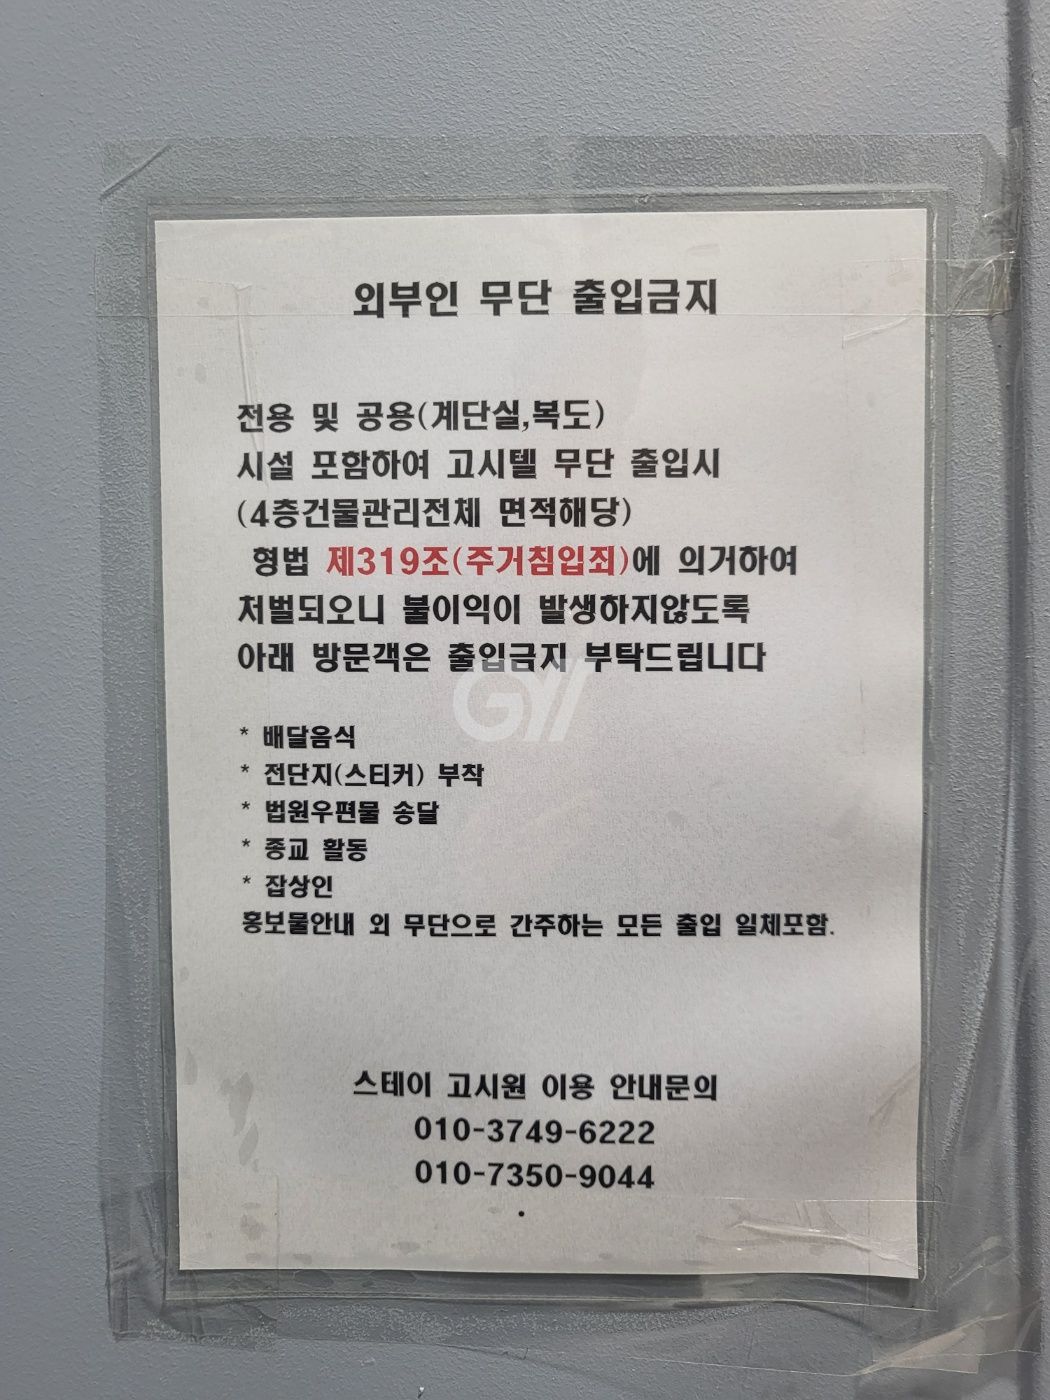 외부인 무단 출입금지
전용 및 공용(계단실,복도)
시설 포함하여 고시텔 무단 출입시
(4층건물관리전체 면적해당)
형법 제319조(주거침입죄)에 의거하여
처벌되오니 불이익이 발생하지않도록
아래 방문객은 출입금지 부탁드립니다
GY
* 배달음식
* 전단지(스티커) 부착
* 법원우편물 송달
* 종교 활동
* 잡상인
홍보물안내 외 무단으로 간주하는 모든 출입 일체포함.
스테이 고시원 이용 안내문의
010-3749-6222
010-7350-9044
.